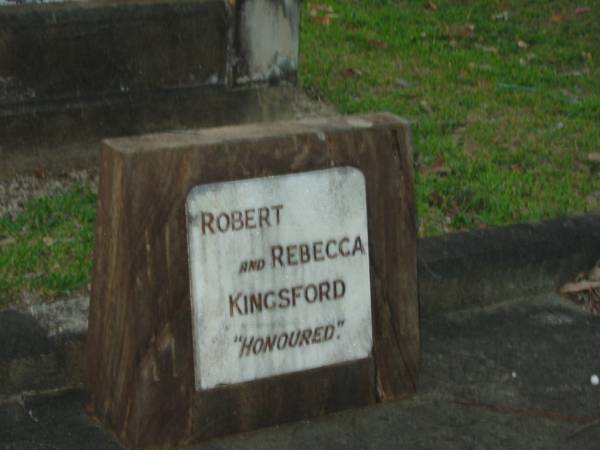 ROBERT
AND REBECCA
KINGSFORD
"HONOURED".